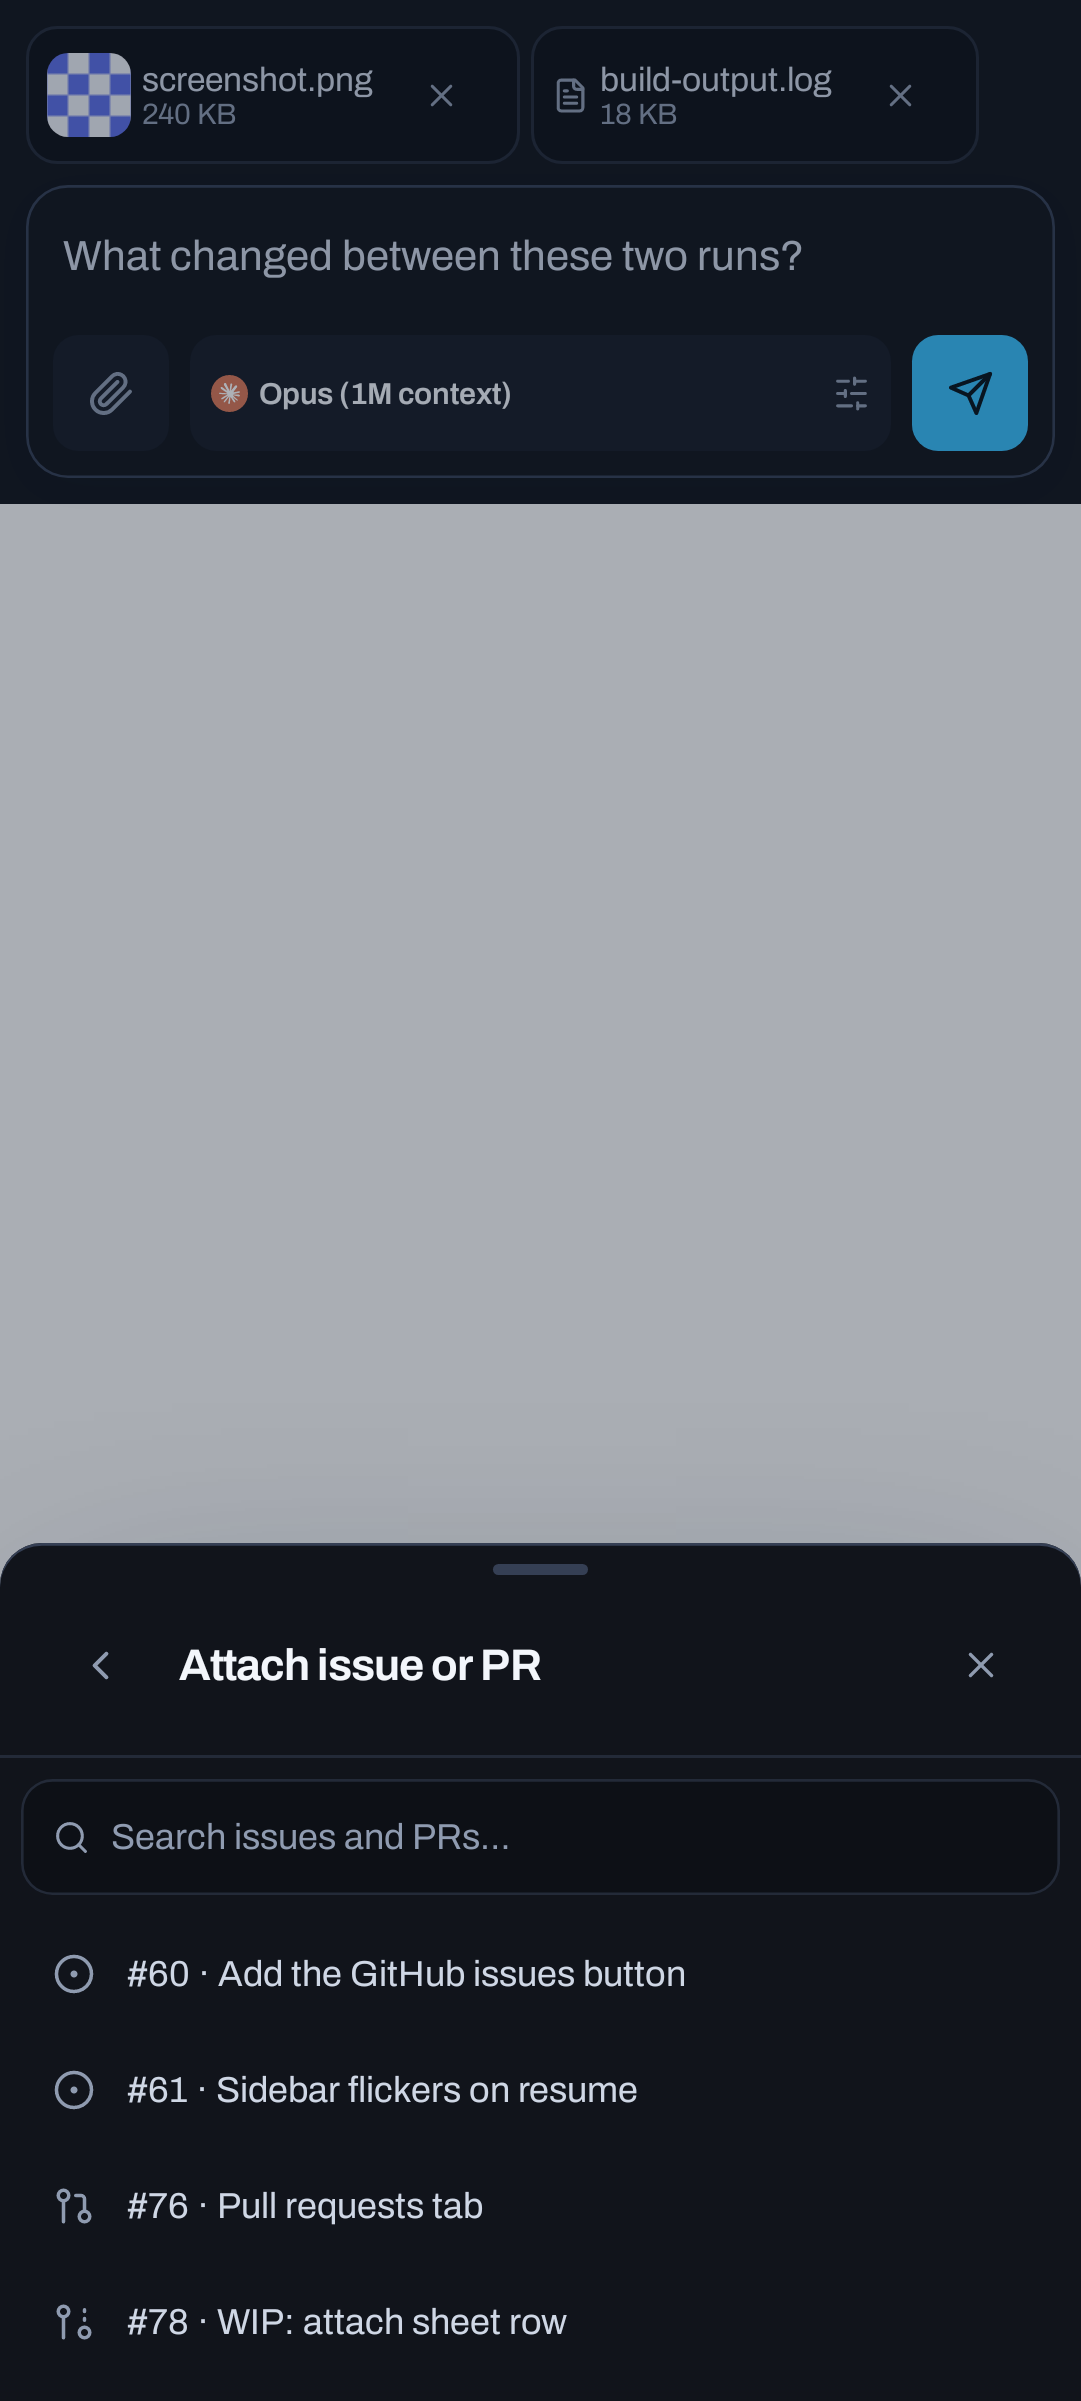 screenshot.png
240 KB
build-output.log
18 KB
What changed between these two runs?
Opus (1M context)
Attach issue or PR
Search issues and PRs...
#60 · Add the GitHub issues button
#61 · Sidebar flickers on resume
#76 · Pull requests tab
#78 · WIP: attach sheet row